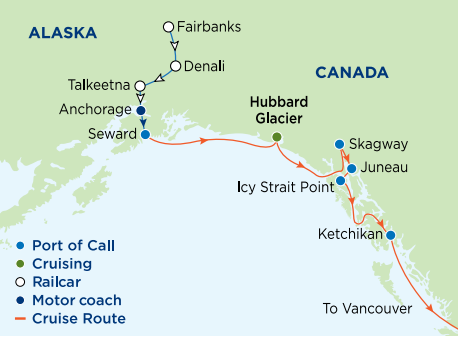 Fairbanks
ALASKA
Denali
CANADA
Talkeetna
Hubbard
Glacier
Anchorage
Seward
Skagway
Juneau
Icy Strait Point
Ketchikan
Port of Call
Cruising
Railcar
Motor coach
Cruise Route
To Vancouver